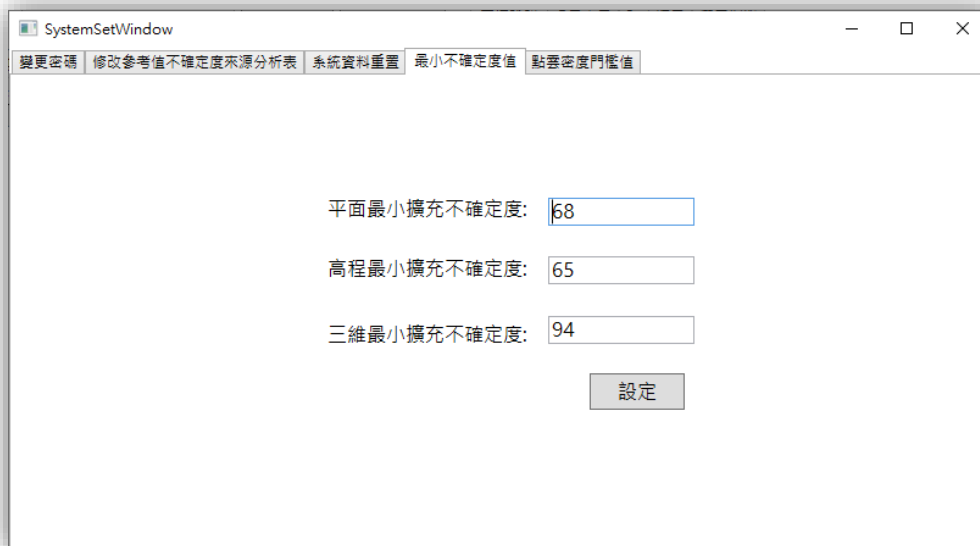 SystemSetWindow
變更密碼 修改參考值不確定度來源分析表 系統資料重置 最小不確定度值 點雲密度門檻值
平面最小擴充不確定度: 68
高程最小擴充不確定度: 65
三維最小擴充不確定度: 94
設定